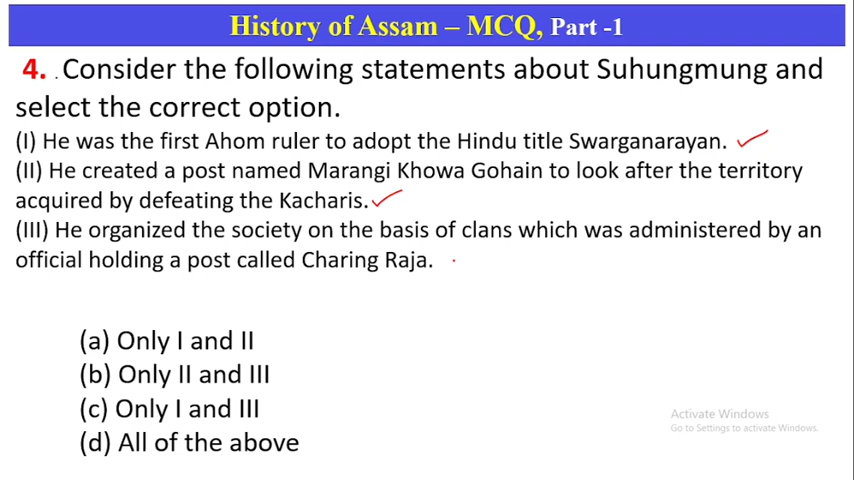 History of Assam – MCQ, Part -1
4. .Consider the following statements about Suhungmung and
select the correct option.
(I) He was the first Ahom ruler to adopt the Hindu title Swarganarayan.
(II) He created a post named Marangi Khowa Gohain to look after the territory
acquired by defeating the Kacharis.
(III) He organized the society on the basis of clans which was administered by an
official holding a post called Charing Raja.
(a) Only I and II
(b) Only II and III
(c) Only I and III
(d) All of the above
Activate Windows
Go to Settings to activate Windows.